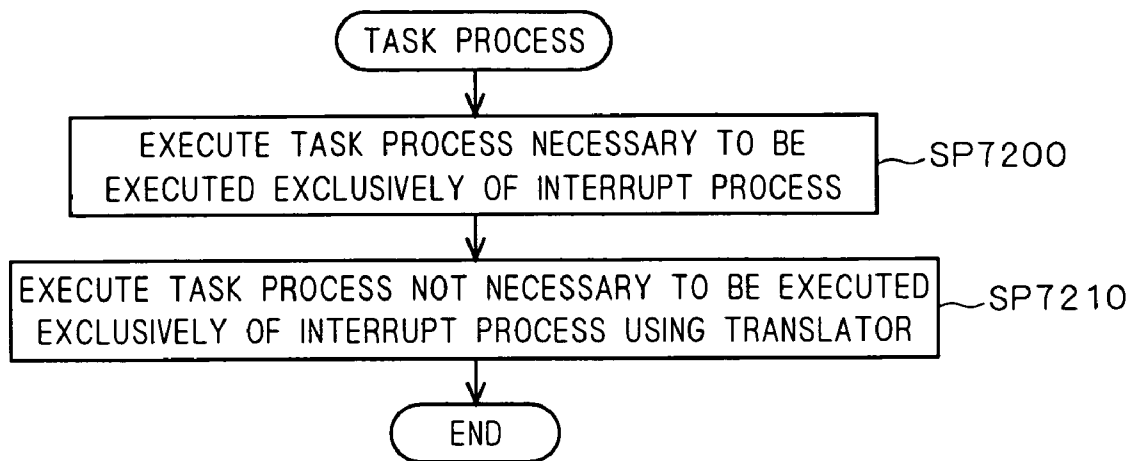 TASK PROCESS
EXECUTE TASK PROCESS NECESSARY TO BE
EXECUTED EXCLUSIVELY OF INTERRUPT PROCESS
SP7200
EXECUTE TASK PROCESS NOT NECESSARY TO BE EXECUTED
EXCLUSIVELY OF INTERRUPT PROCESS USING TRANSLATOR
SP7210
END